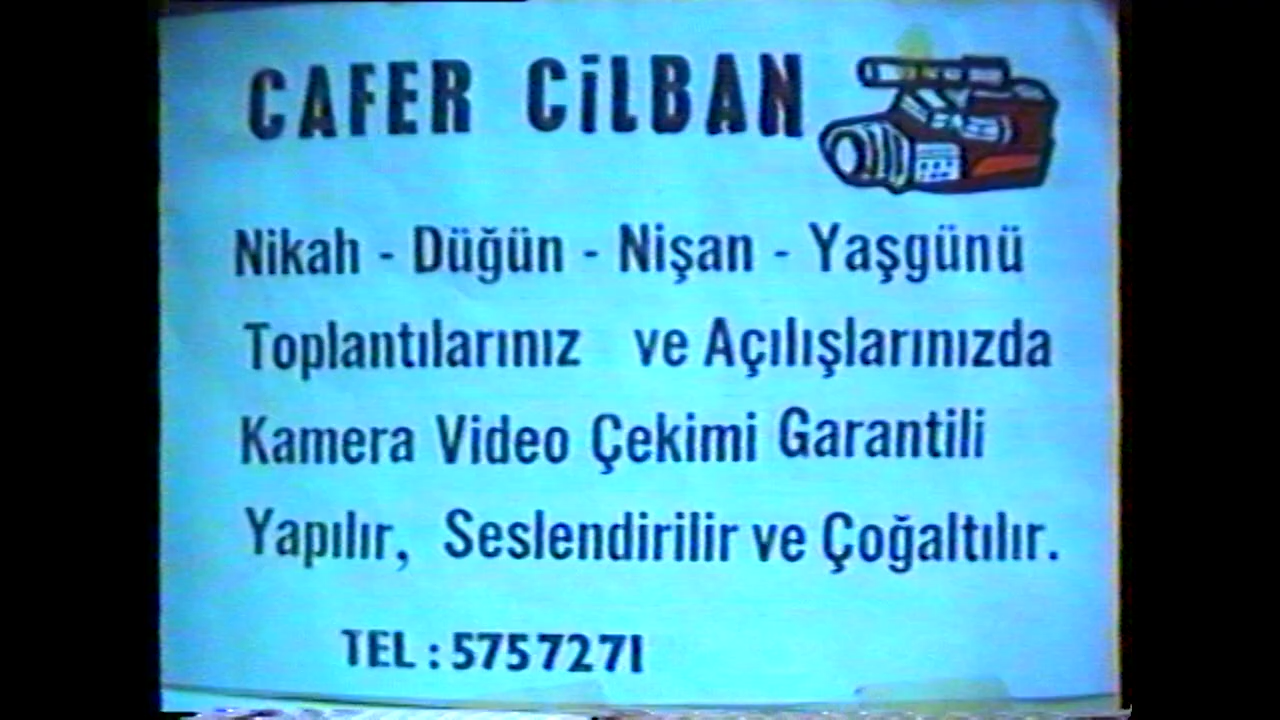 CAFER CiLBAN
Nikah - Düğün - Nişan - Yaşgünü
Toplantılarınız ve Açılışlarınızda
Kamera Video Çekimi Garantili
Yapılır, Seslendirilir ve Çoğaltılır.
TEL : 5757271